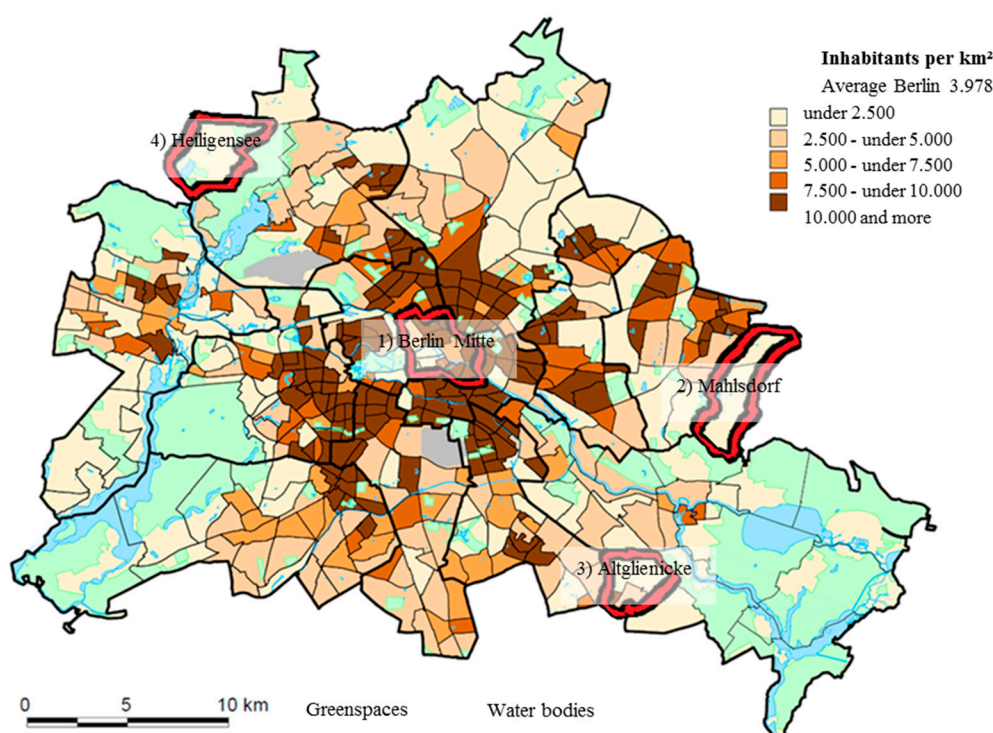 Inhabitants per km²
Average Berlin 3.978
under 2.500
2.500 - under 5.000
5.000 - under 7.500
7.500 - under 10.000
10.000 and more
4) Heiligensee
1) Berlin Mitte
2) Mahlsdorf
3) Altglienicke
0 5 10 km
Greenspaces Water bodies